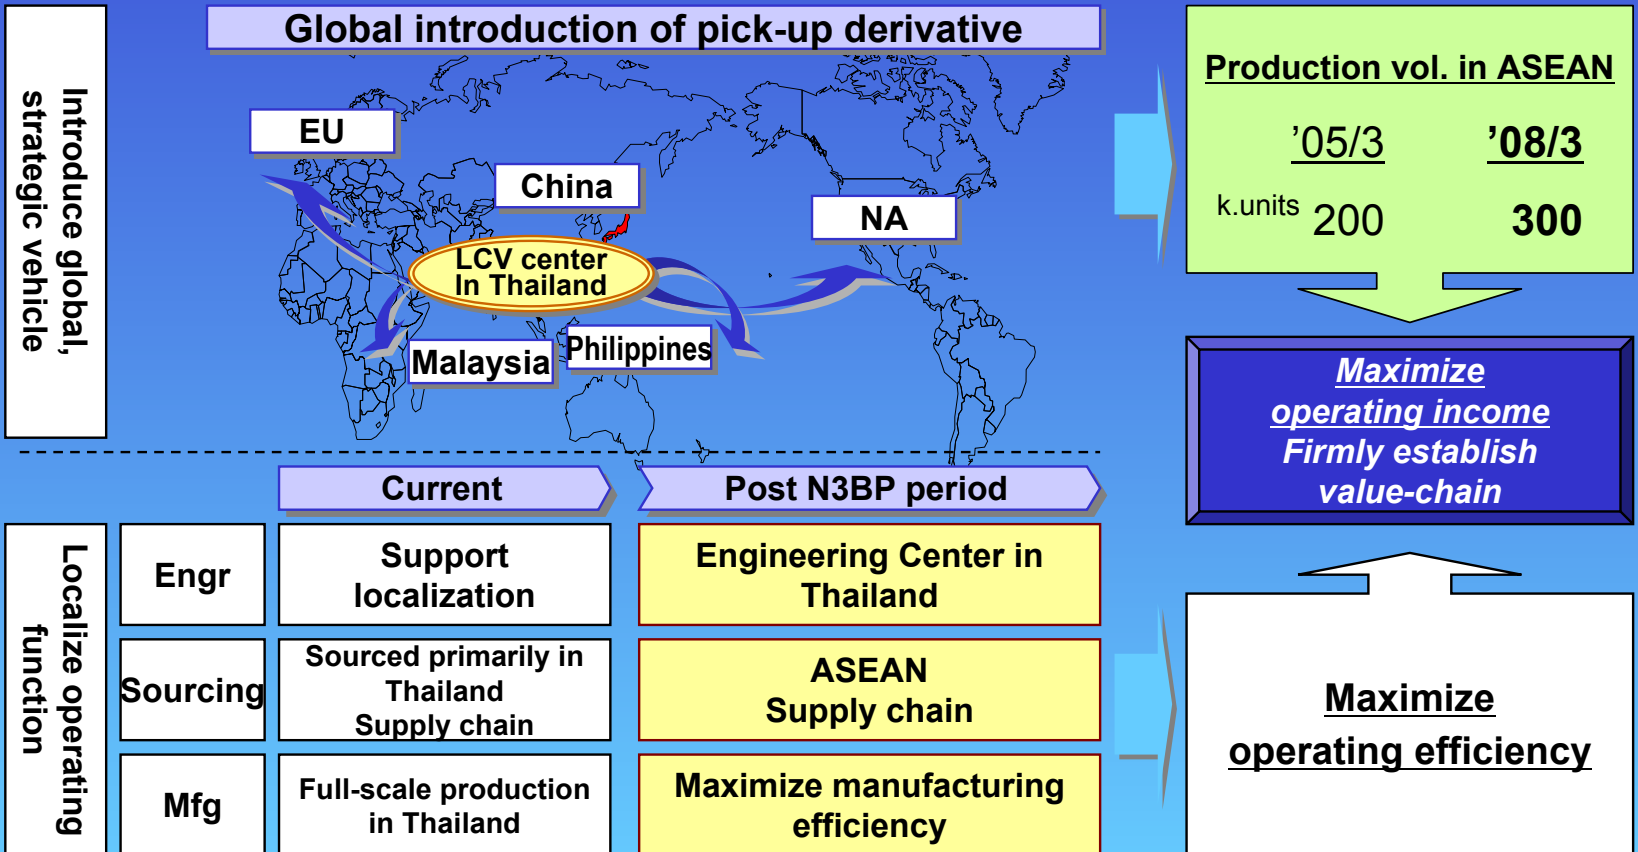 Introduce global,
strategic vehicle
Global introduction of pick-up derivative
EU
China
NA
LCV center
In Thailand
Malaysia
Philippines
Production vol. in ASEAN
’05/3 ’08/3
k.units 200 300
Maximize
operating income
Firmly establish
value-chain
Current
Post N3BP period
Localize operating
function
Engr
Support
localization
Engineering Center in
Thailand
Sourcing
Sourced primarily in
Thailand
Supply chain
ASEAN
Supply chain
Mfg
Full-scale production
in Thailand
Maximize manufacturing
efficiency
Maximize
operating efficiency